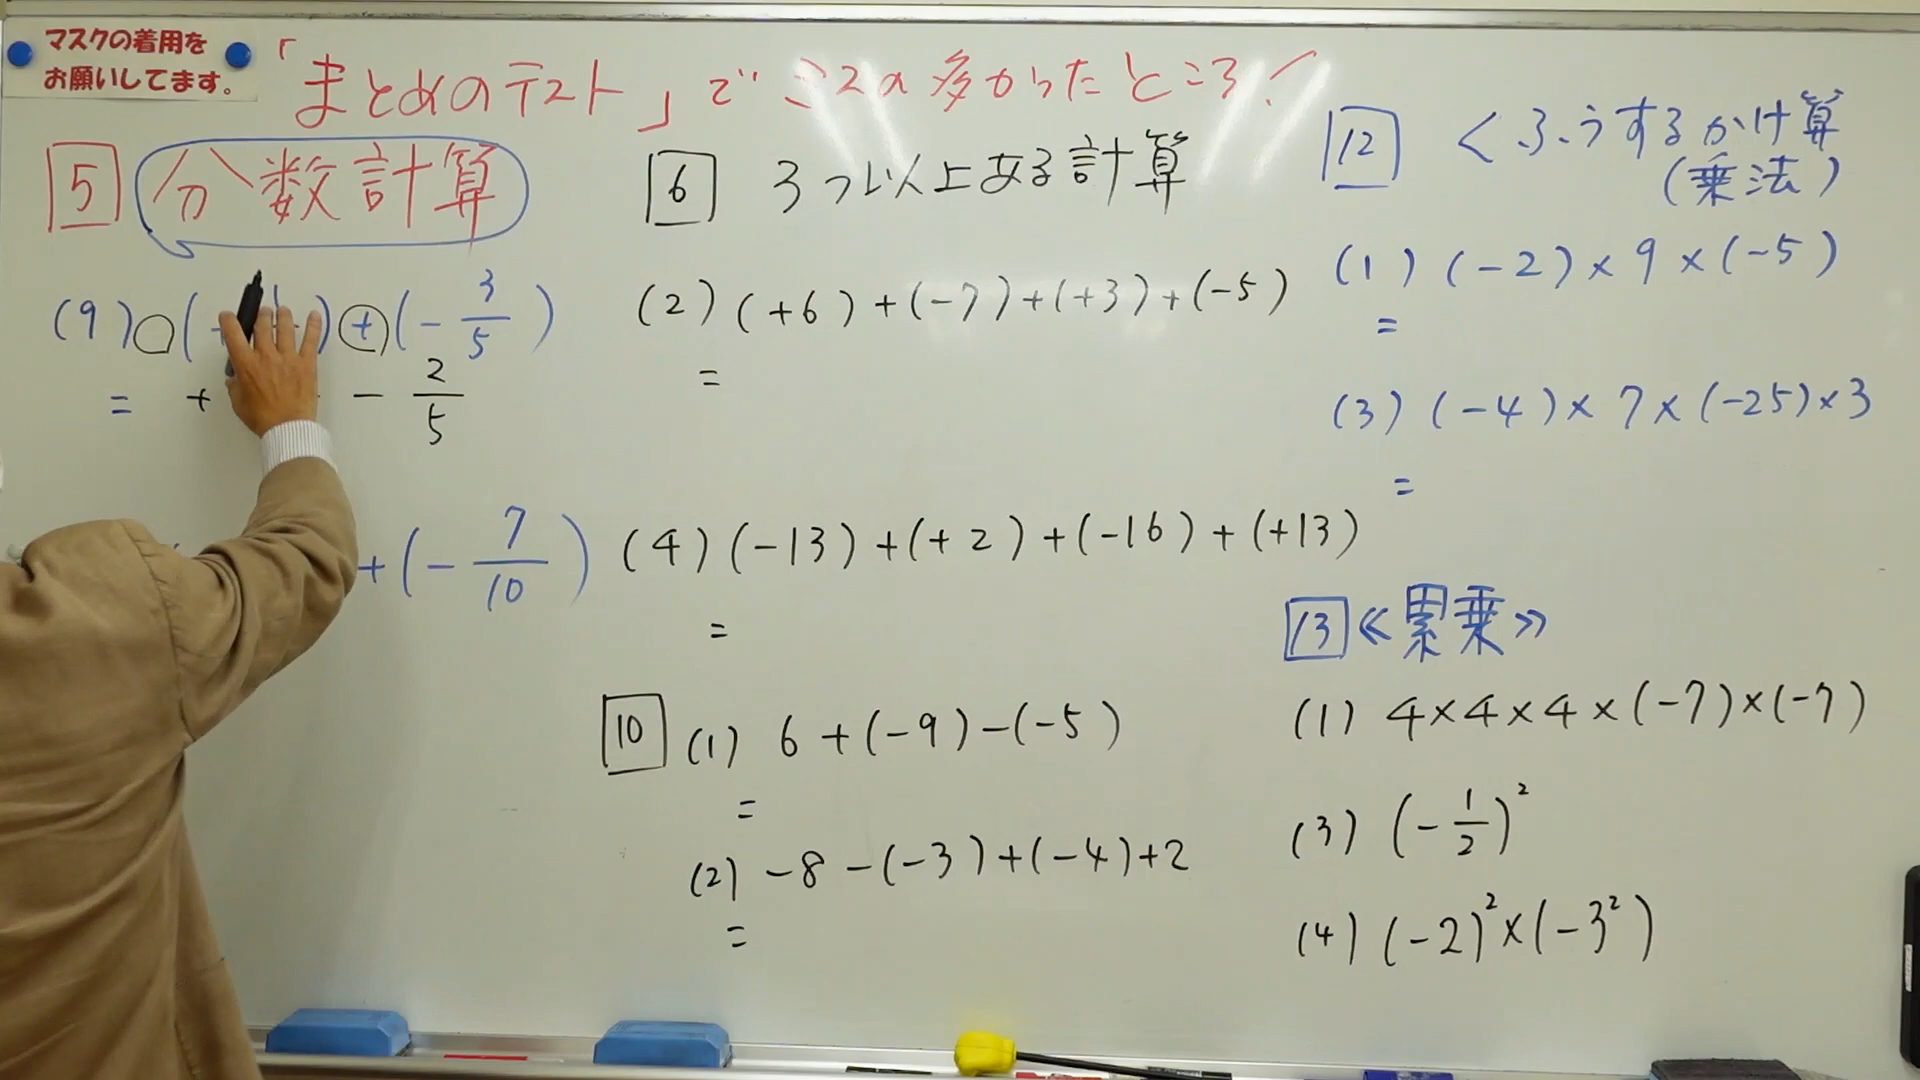 マスクの着用を
お願いしてます。
「まとめのテスト」でミスの多かったところ！
5 分数計算
(9) ( ) + (- 3/5)
= + - 2/5
+ (- 7/10)
6 3つ以上ある計算
(2) (+6) + (-7) + (+3) + (-5)
=
(4) (-13) + (+2) + (-16) + (+13)
=
10 (1) 6 + (-9) - (-5)
=
(2) -8 - (-3) + (-4) + 2
=
12 くふうするかけ算
(乗法)
(1) (-2) × 9 × (-5)
=
(3) (-4) × 7 × (-25) × 3
=
13 《累乗》
(1) 4 × 4 × 4 × (-7) × (-7)
(3) (- 1/2)²
(4) (-2)² × (-3²)